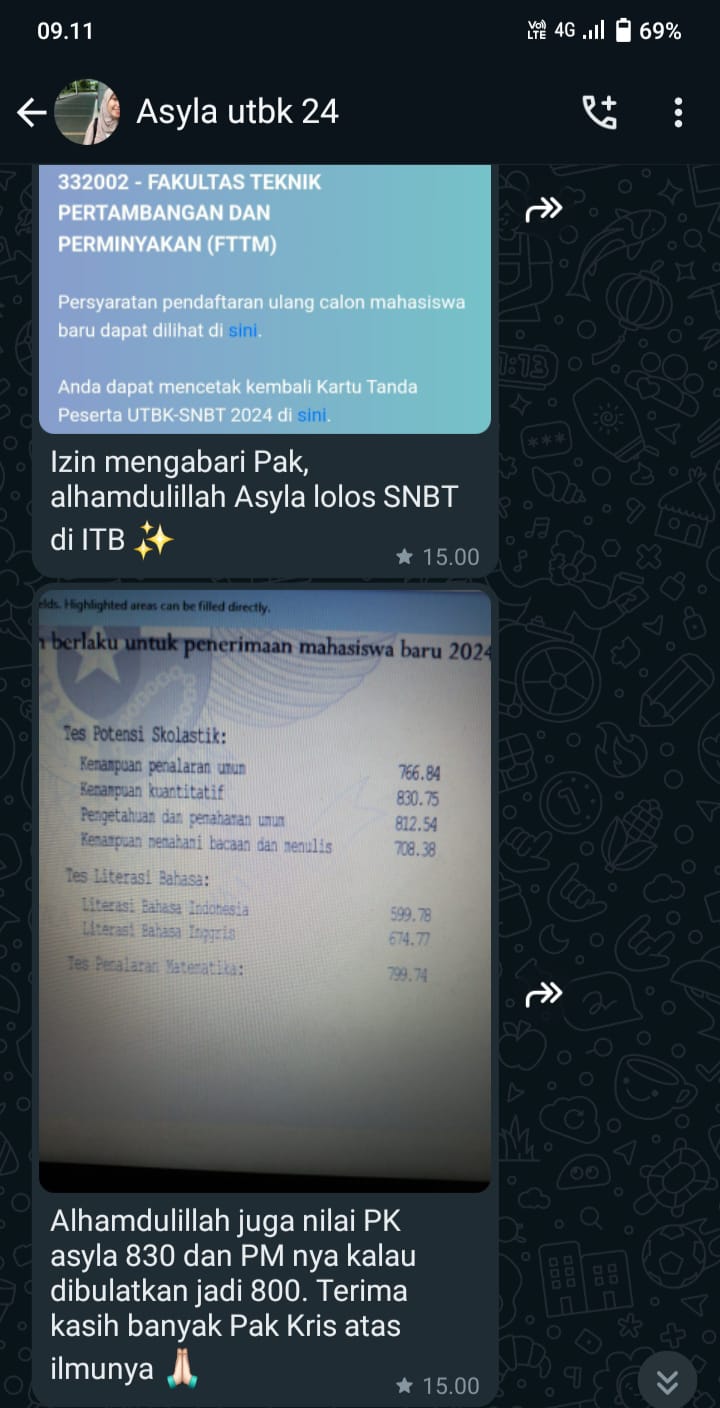 09.11
Vo) LTE 4G 69%
Asyla utbk 24
332002 - FAKULTAS TEKNIK
PERTAMBANGAN DAN
PERMINYAKAN (FTTM)
Persyaratan pendaftaran ulang calon mahasiswa
baru dapat dilihat di sini.
Anda dapat mencetak kembali Kartu Tanda
Peserta UTBK-SNBT 2024 di sini.
Izin mengabari Pak,
alhamdulillah Asyla lolos SNBT
di ITB ✨
★ 15.00
elds. Highlighted areas can be filled directly.
berlaku untuk penerimaan mahasiswa baru 2024
Tes Potensi Skolastik:
Kemampuan penalaran umum 766.84
Kemampuan kuantitatif 830.75
Pengetahuan dan pemahaman umum 812.54
Kemampuan memahami bacaan dan menulis 708.38
Tes Literasi Bahasa:
Literasi Bahasa Indonesia 599.78
Literasi Bahasa Inggris 674.77
Tes Penalaran Matematika: 799.74
Alhamdulillah juga nilai PK
asyla 830 dan PM nya kalau
dibulatkan jadi 800. Terima
kasih banyak Pak Kris atas
ilmunya 🙏🏻
★ 15.00